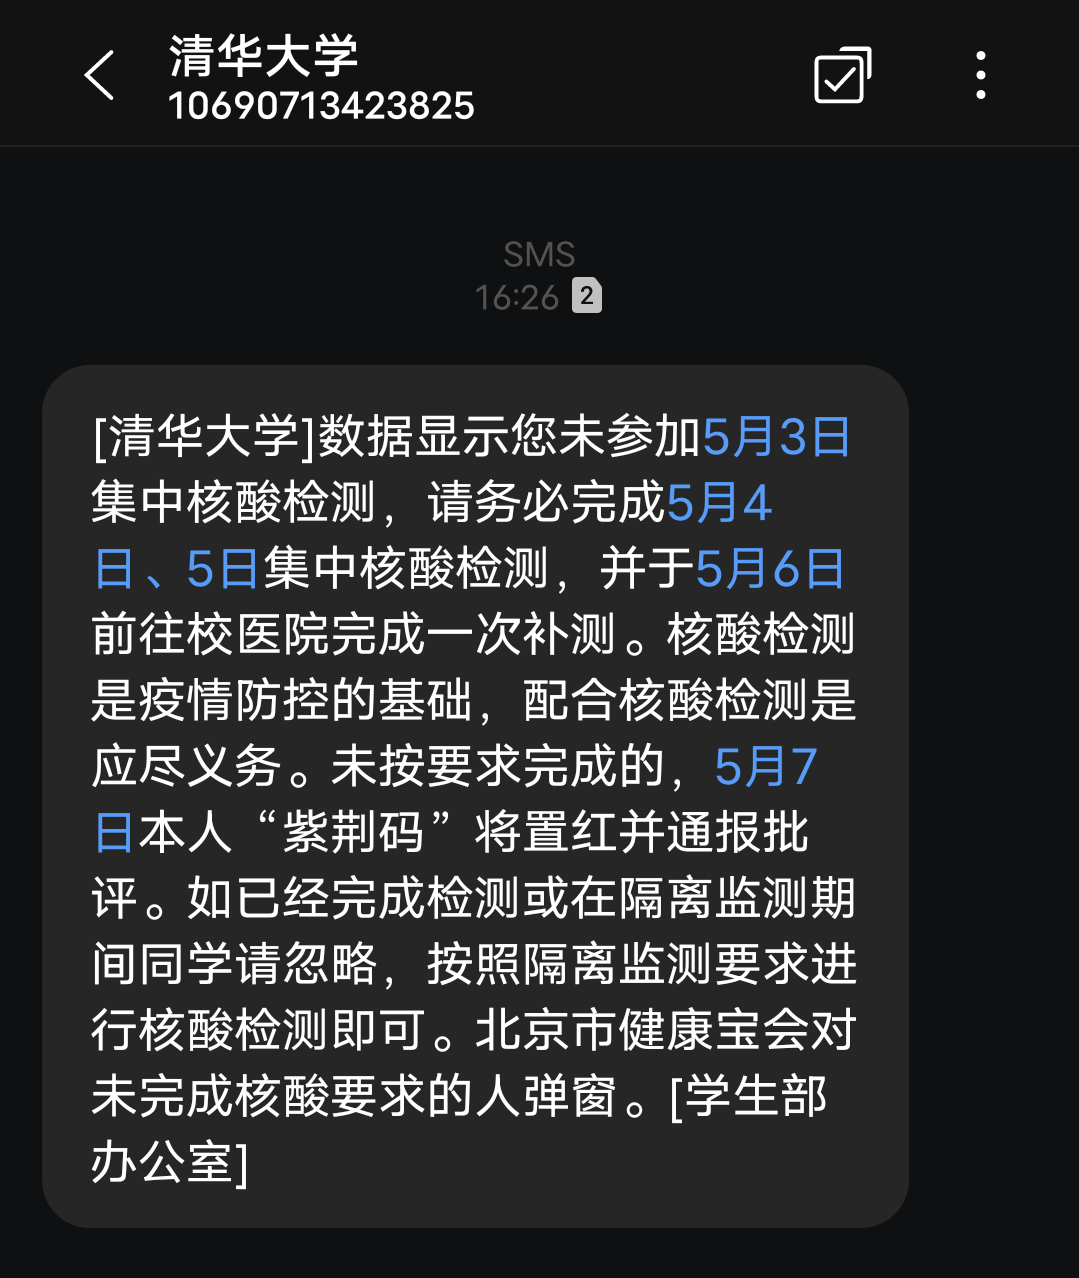 清华大学
10690713423825
SMS
16:26 2
[清华大学]数据显示您未参加5月3日
集中核酸检测，请务必完成5月4
日、5日集中核酸检测，并于5月6日
前往校医院完成一次补测。核酸检测
是疫情防控的基础，配合核酸检测是
应尽义务。未按要求完成的，5月7
日本人“紫荆码”将置红并通报批
评。如已经完成检测或在隔离监测期
间同学请忽略，按照隔离监测要求进
行核酸检测即可。北京市健康宝会对
未完成核酸要求的人弹窗。[学生部
办公室]